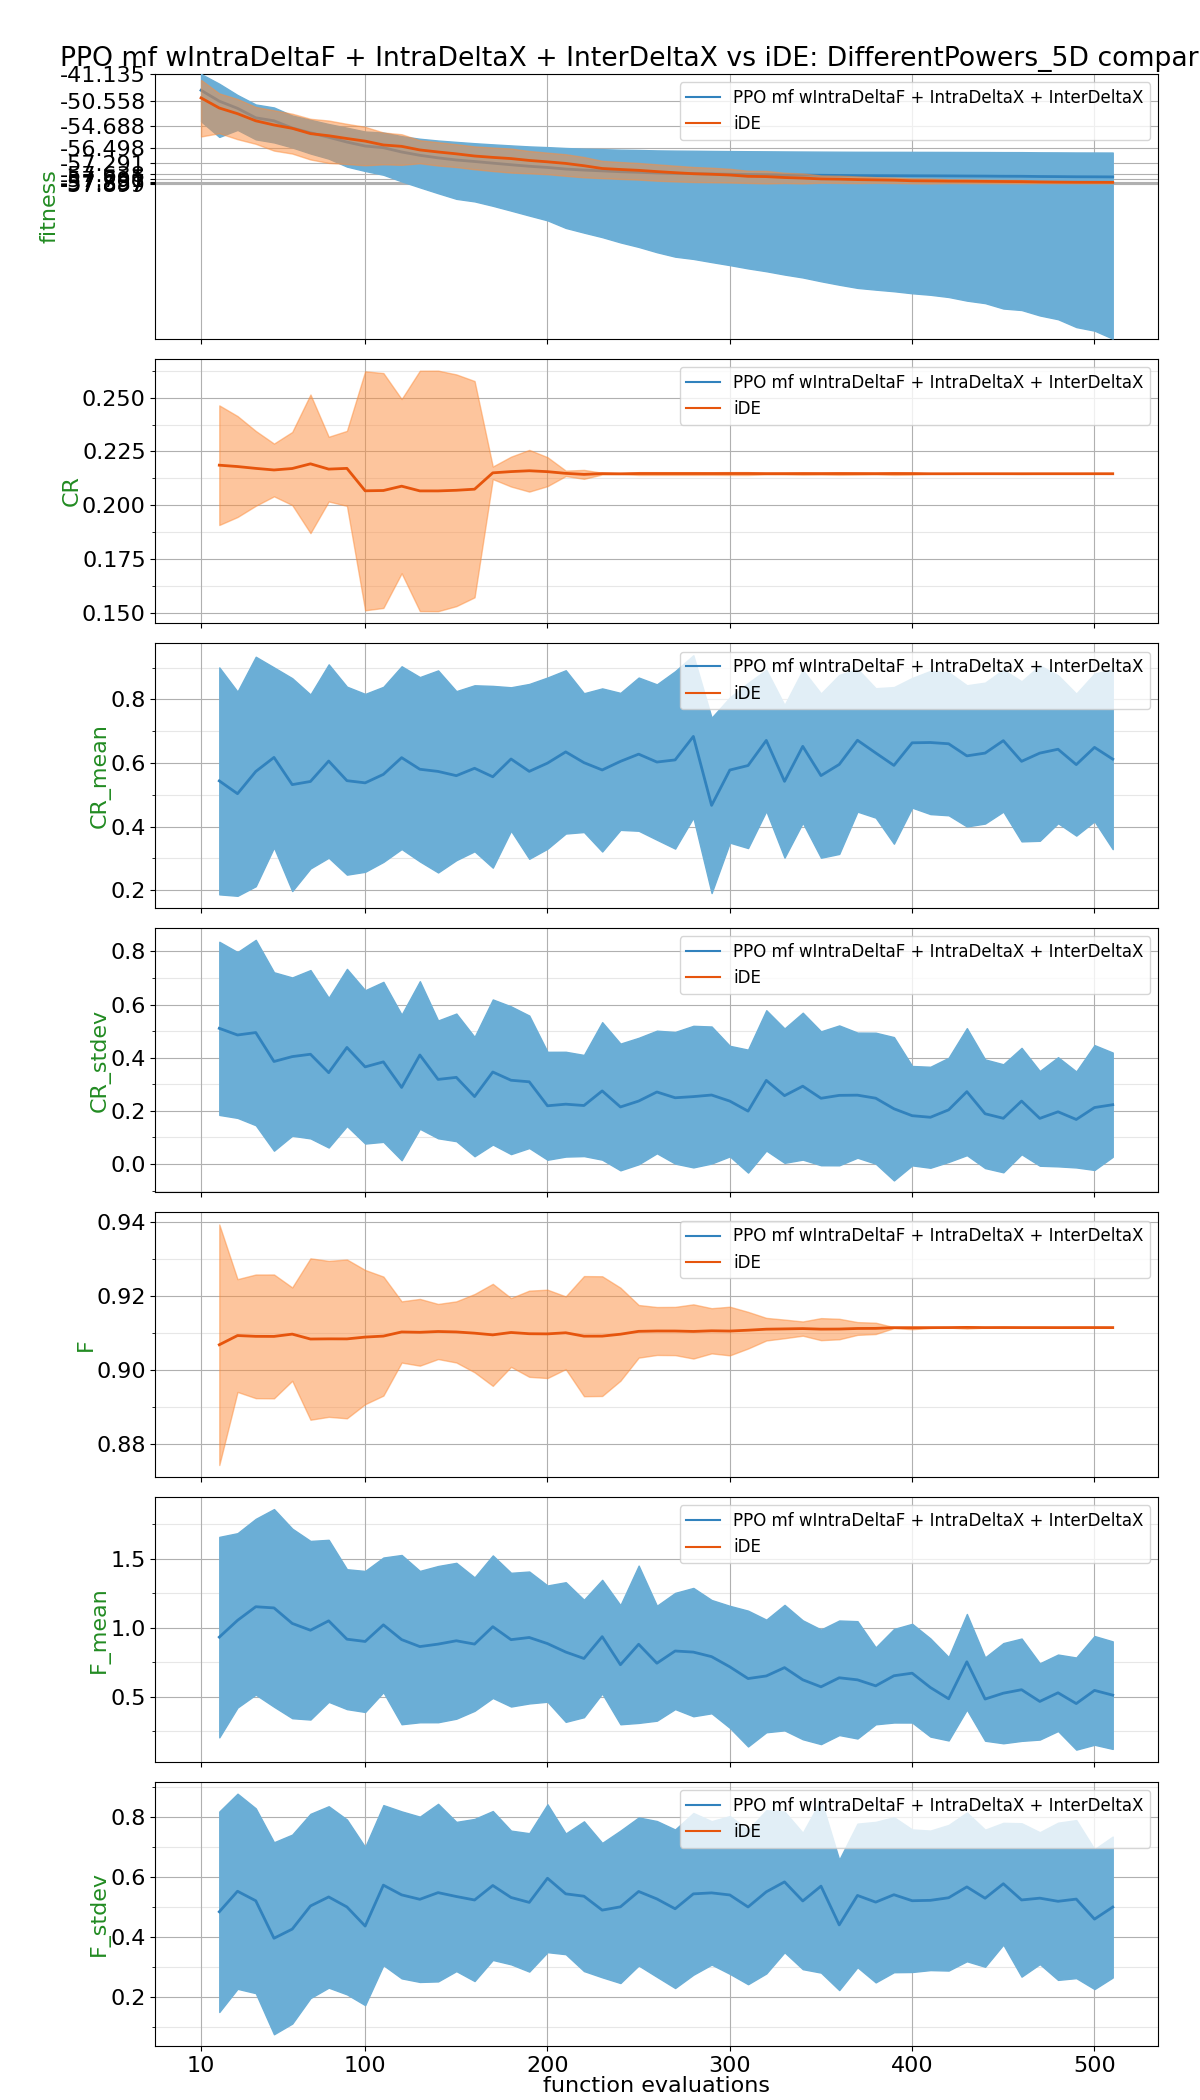 PPO mf wIntraDeltaF + IntraDeltaX + InterDeltaX vs iDE: DifferentPowers_5D compar
-41.135
-50.558
-54.688
-56.498
-57.291
fitness
PPO mf wIntraDeltaF + IntraDeltaX + InterDeltaX
iDE
0.250
0.225
0.200
0.175
0.150
CR
PPO mf wIntraDeltaF + IntraDeltaX + InterDeltaX
iDE
0.8
0.6
0.4
0.2
CR_mean
PPO mf wIntraDeltaF + IntraDeltaX + InterDeltaX
iDE
0.8
0.6
0.4
0.2
0.0
CR_stdev
PPO mf wIntraDeltaF + IntraDeltaX + InterDeltaX
iDE
0.94
0.92
0.90
0.88
F
PPO mf wIntraDeltaF + IntraDeltaX + InterDeltaX
iDE
1.5
1.0
0.5
F_mean
PPO mf wIntraDeltaF + IntraDeltaX + InterDeltaX
iDE
0.8
0.6
0.4
0.2
F_stdev
PPO mf wIntraDeltaF + IntraDeltaX + InterDeltaX
iDE
10 100 200 300 400 500
function evaluations